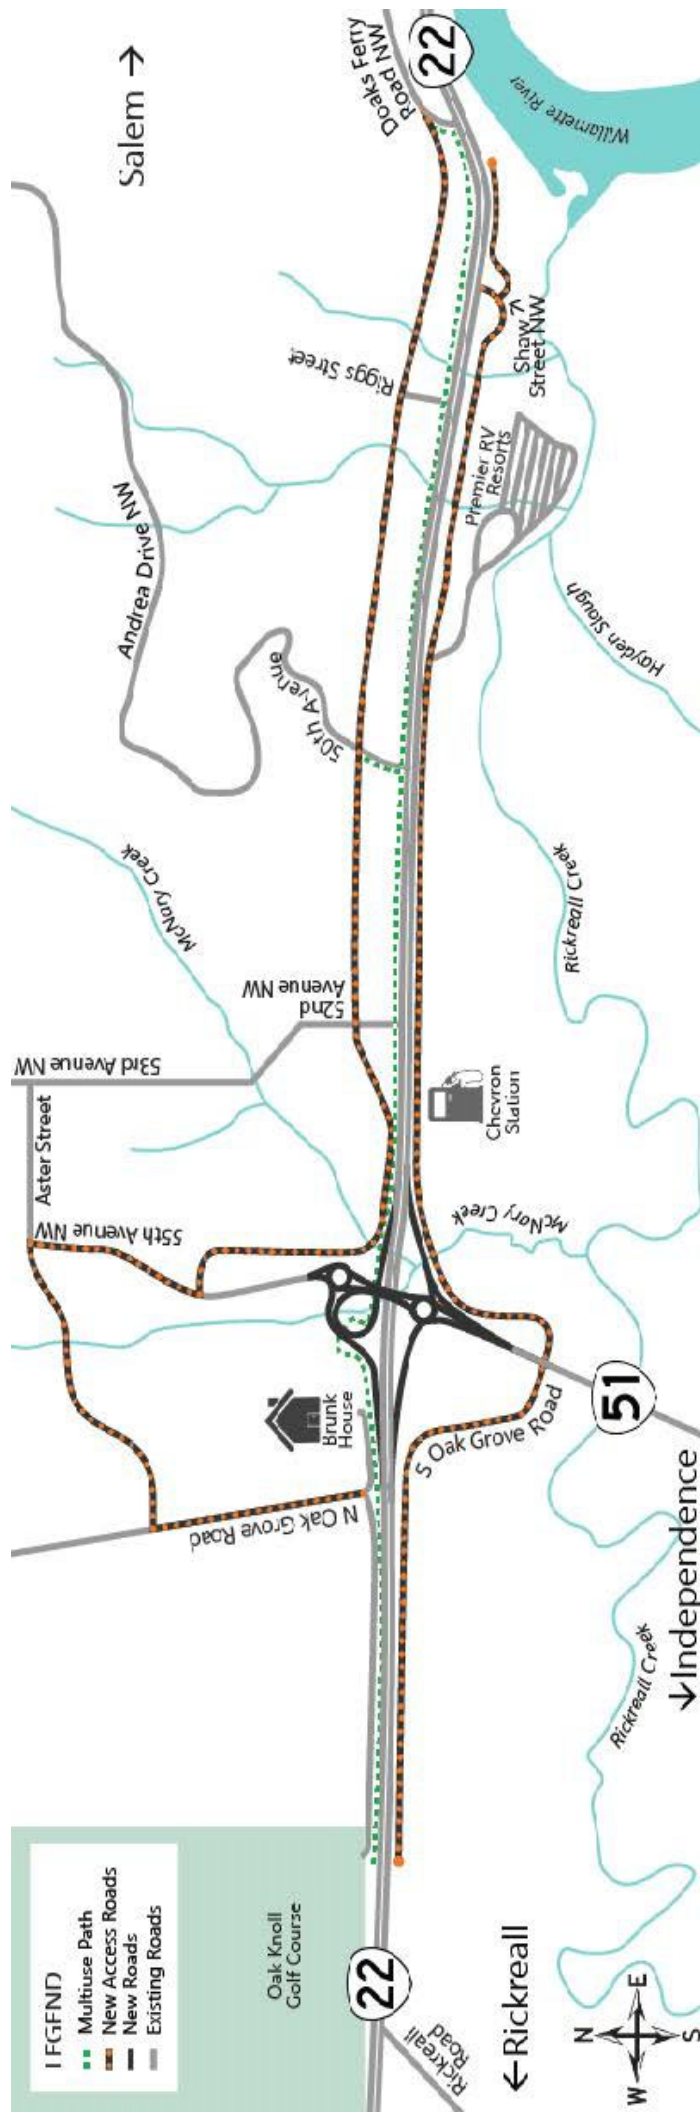 LEGEND
Multiuse Path
New Access Roads
New Roads
Existing Roads
Oak Knoll
Golf Course
22
Rickreall
Road
←Rickreall
N
W
E
S
N Oak Grove Road
Brunk
House
S Oak Grove Road
51
←Independence
Rickreall Creek
Aster Street
55th Avenue NW
53rd Avenue NW
52nd
Avenue NW
McNary Creek
McNary Creek
Chevron
Station
Rickreall Creek
50th Avenue
Andrea Drive NW
Hayden Slough
Premier RV
Resorts
Riggs Street
Shaw
Street NW
Salem →
Doaks Ferry
Road NW
22
Willamette River